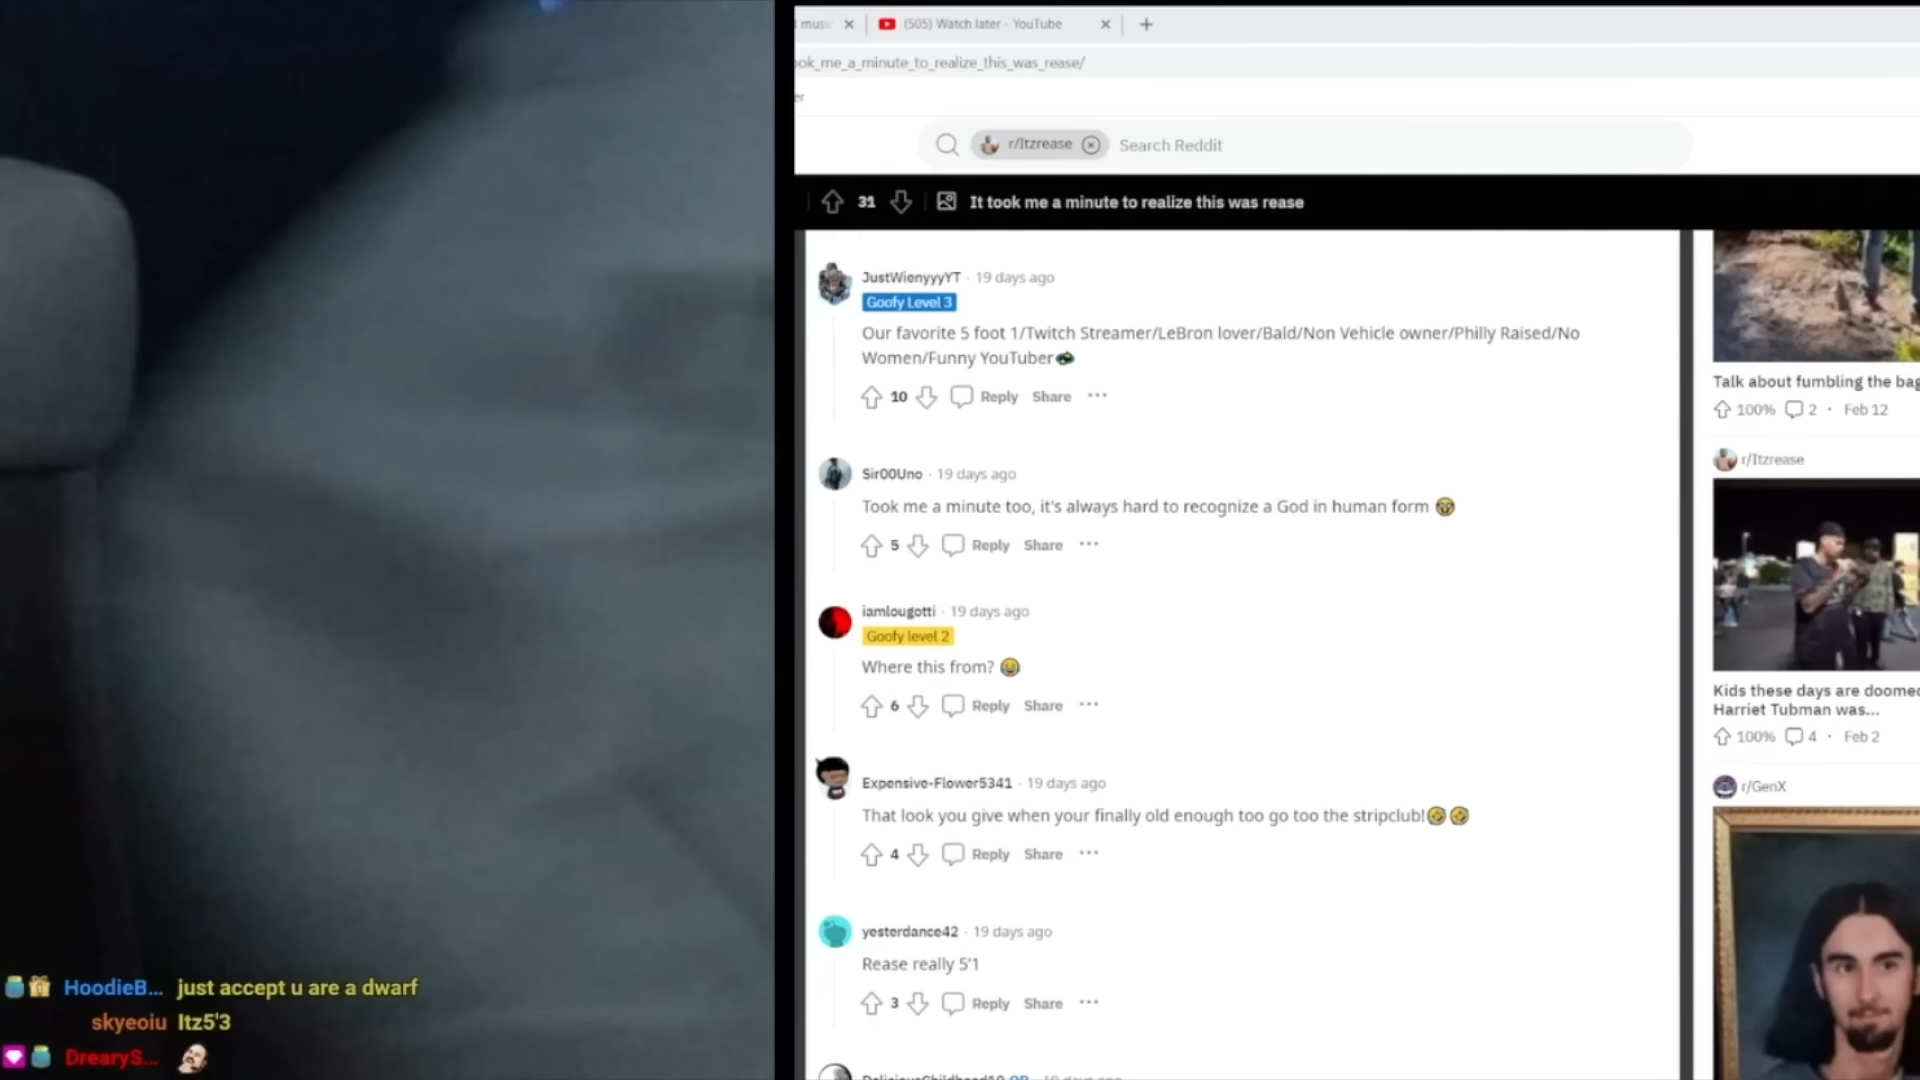 musi
(505) Watch later - YouTube
ook_me_a_minute_to_realize_this_was_rease/
er
r/Itzrease
Search Reddit
31
It took me a minute to realize this was rease
JustWienyyyYT · 19 days ago
Goofy Level 3
Our favorite 5 foot 1/Twitch Streamer/LeBron lover/Bald/Non Vehicle owner/Philly Raised/No
Women/Funny YouTuber
10 Reply Share ···
Sir00Uno · 19 days ago
Took me a minute too, it's always hard to recognize a God in human form
5 Reply Share ···
iamlougotti · 19 days ago
Goofy level 2
Where this from?
6 Reply Share ···
Expensive-Flower5341 · 19 days ago
That look you give when your finally old enough too go too the stripclub!
4 Reply Share ···
yesterdance42 · 19 days ago
Rease really 5'1
3 Reply Share ···
Talk about fumbling the bag
100% 2 · Feb 12
r/Itzrease
Kids these days are doomed
Harriet Tubman was...
100% 4 · Feb 2
r/GenX
HoodieB... just accept u are a dwarf
skyeoiu Itz5'3
DrearyS...